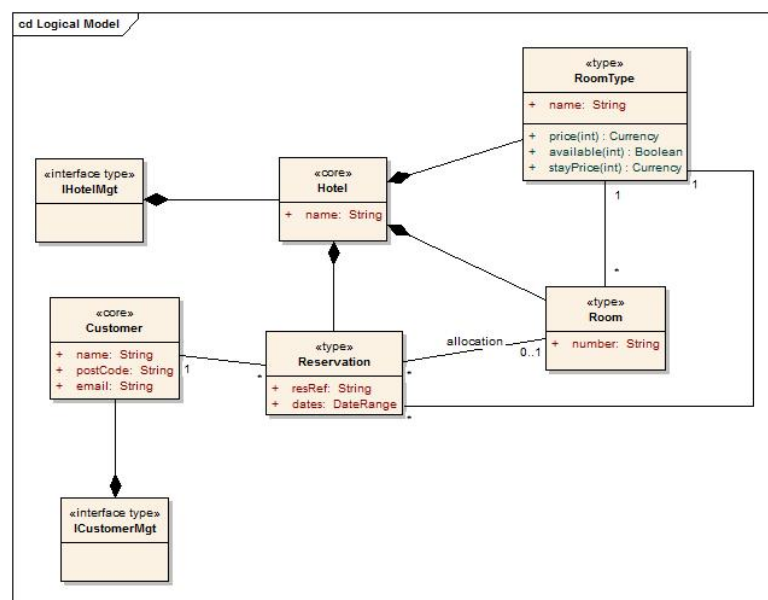 cd Logical Model
«type»
RoomType
+ name: String
+ price(int) : Currency
+ available(int) : Boolean
+ stayPrice(int) : Currency
1
1
«interface type»
IHotelMgt
«core»
Hotel
+ name: String
*
«type»
Room
+ number: String
allocation
0..1
«core»
Customer
+ name: String
+ postCode: String
+ email: String
1
*
«type»
Reservation
+ resRef: String
+ dates: DateRange
*
*
«interface type»
ICustomerMgt